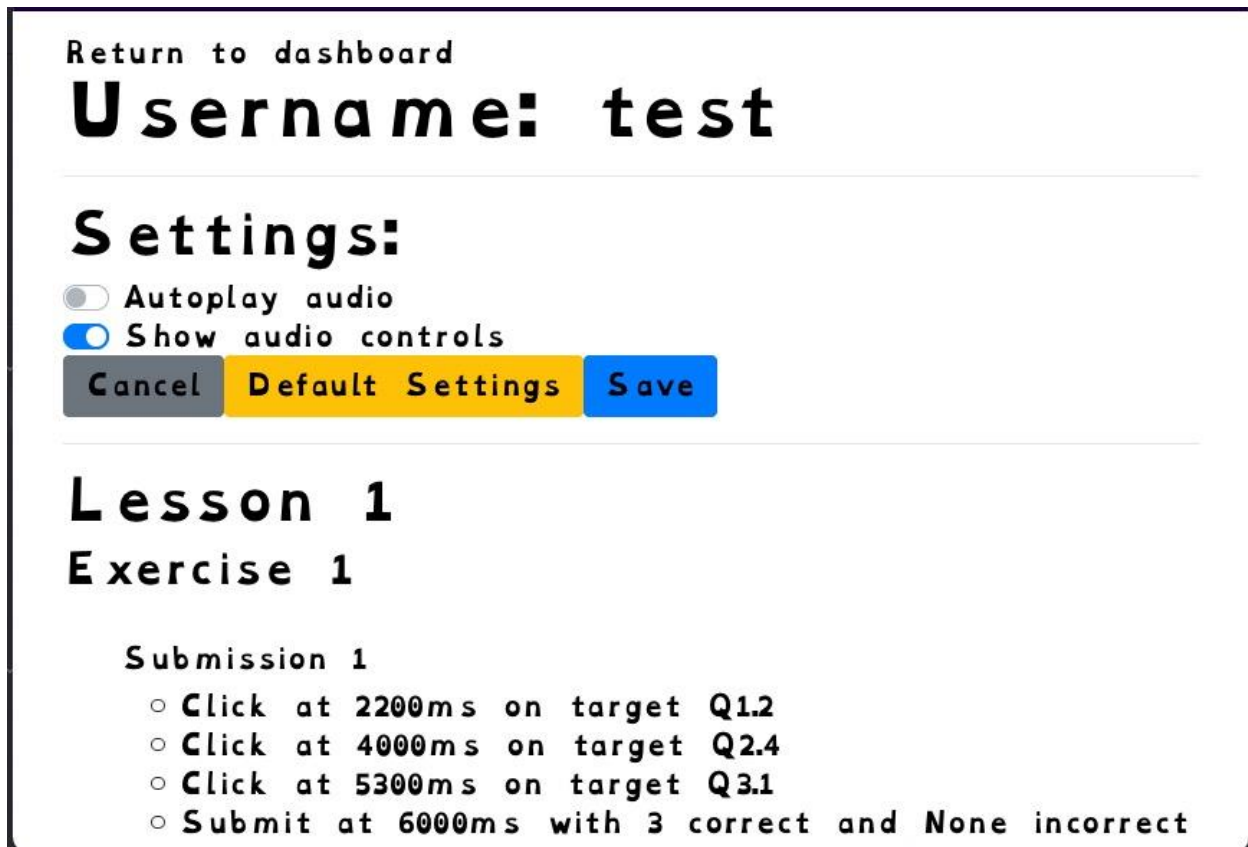 Return to dashboard
Username: test
Settings:
Autoplay audio
Show audio controls
Cancel Default Settings Save
Lesson 1
Exercise 1
Submission 1
Click at 2200ms on target Q1.2
Click at 4000ms on target Q2.4
Click at 5300ms on target Q3.1
Submit at 6000ms with 3 correct and None incorrect